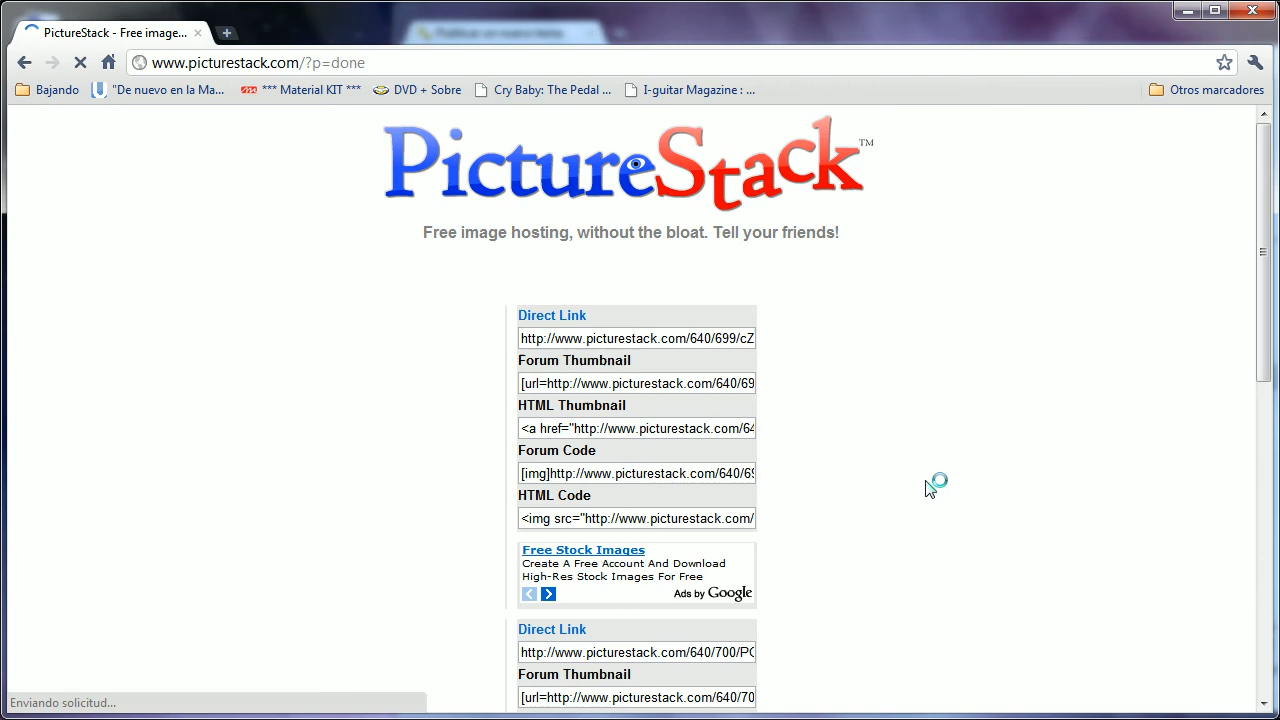 PictureStack - Free image...
www.picturestack.com/?p=done
Bajando
"De nuevo en la Ma...
*** Material KIT ***
DVD + Sobre
Cry Baby: The Pedal ...
I-guitar Magazine : ...
Otros marcadores
PictureStack™
Free image hosting, without the bloat. Tell your friends!
Direct Link
http://www.picturestack.com/640/699/cZ
Forum Thumbnail
[url=http://www.picturestack.com/640/69
HTML Thumbnail
<a href="http://www.picturestack.com/64
Forum Code
[img]http://www.picturestack.com/640/69
HTML Code
<img src="http://www.picturestack.com/
Free Stock Images
Create A Free Account And Download
High-Res Stock Images For Free
Ads by Google
Direct Link
http://www.picturestack.com/640/700/PC
Forum Thumbnail
[url=http://www.picturestack.com/640/70
Enviando solicitud...